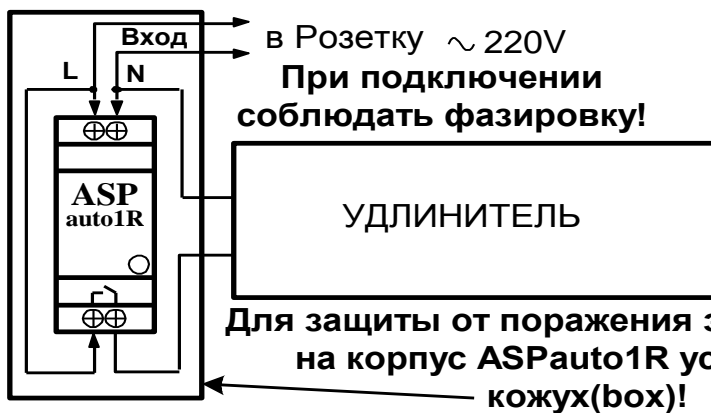 Вход
в Розетку ~ 220V
L N
При подключении
соблюдать фазировку!
ASP
auto1R
УДЛИНИТЕЛЬ
Для защиты от поражения
на корпус ASPauto1R
кожух(box)!